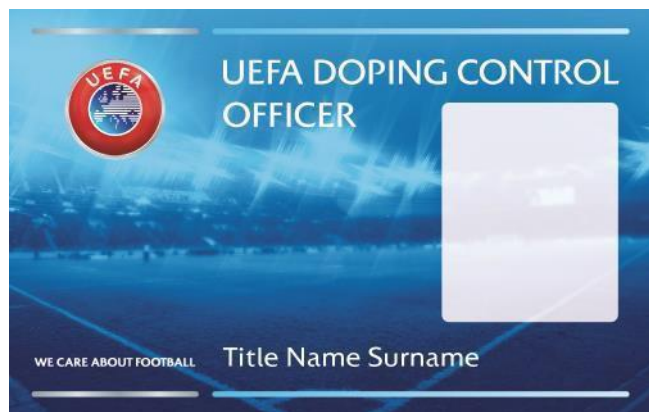 UEFA
UEFA DOPING CONTROL
OFFICER
WE CARE ABOUT FOOTBALL
Title Name Surname